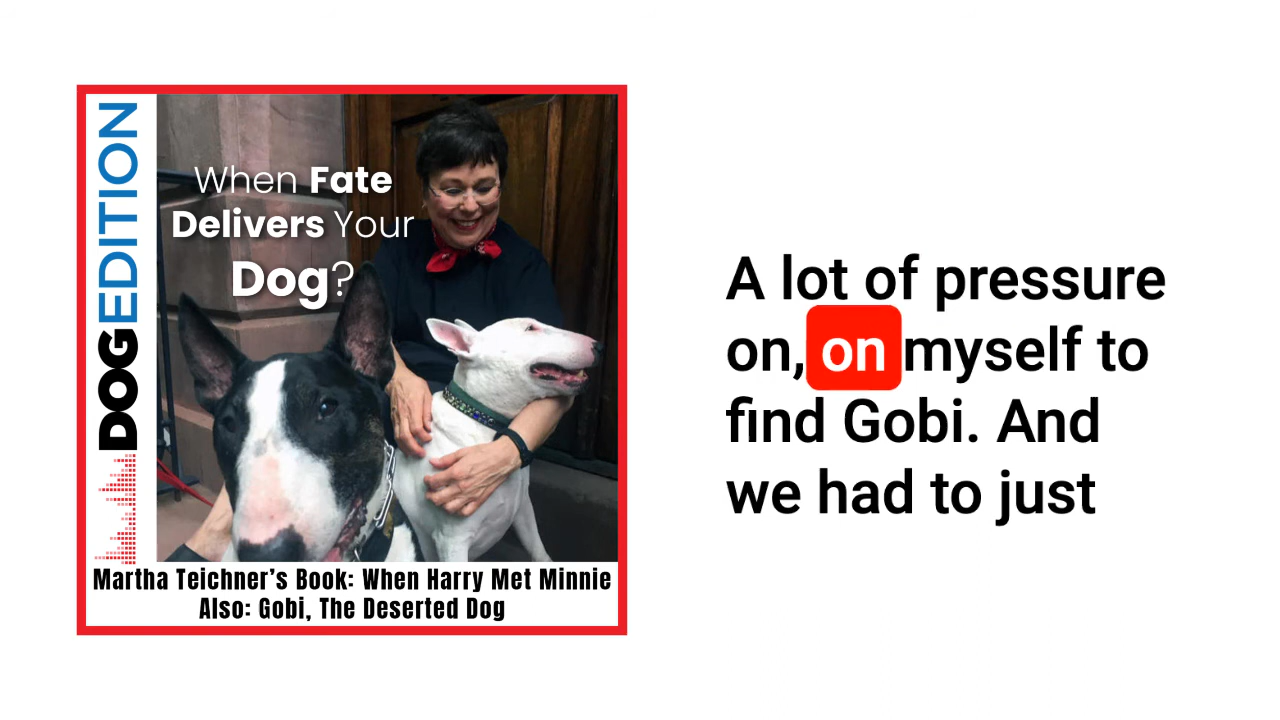 DOGEDITION
When Fate
Delivers Your
Dog?
Martha Teichner's Book: When Harry Met Minnie
Also: Gobi, The Deserted Dog
A lot of pressure
on, on myself to
find Gobi. And
we had to just